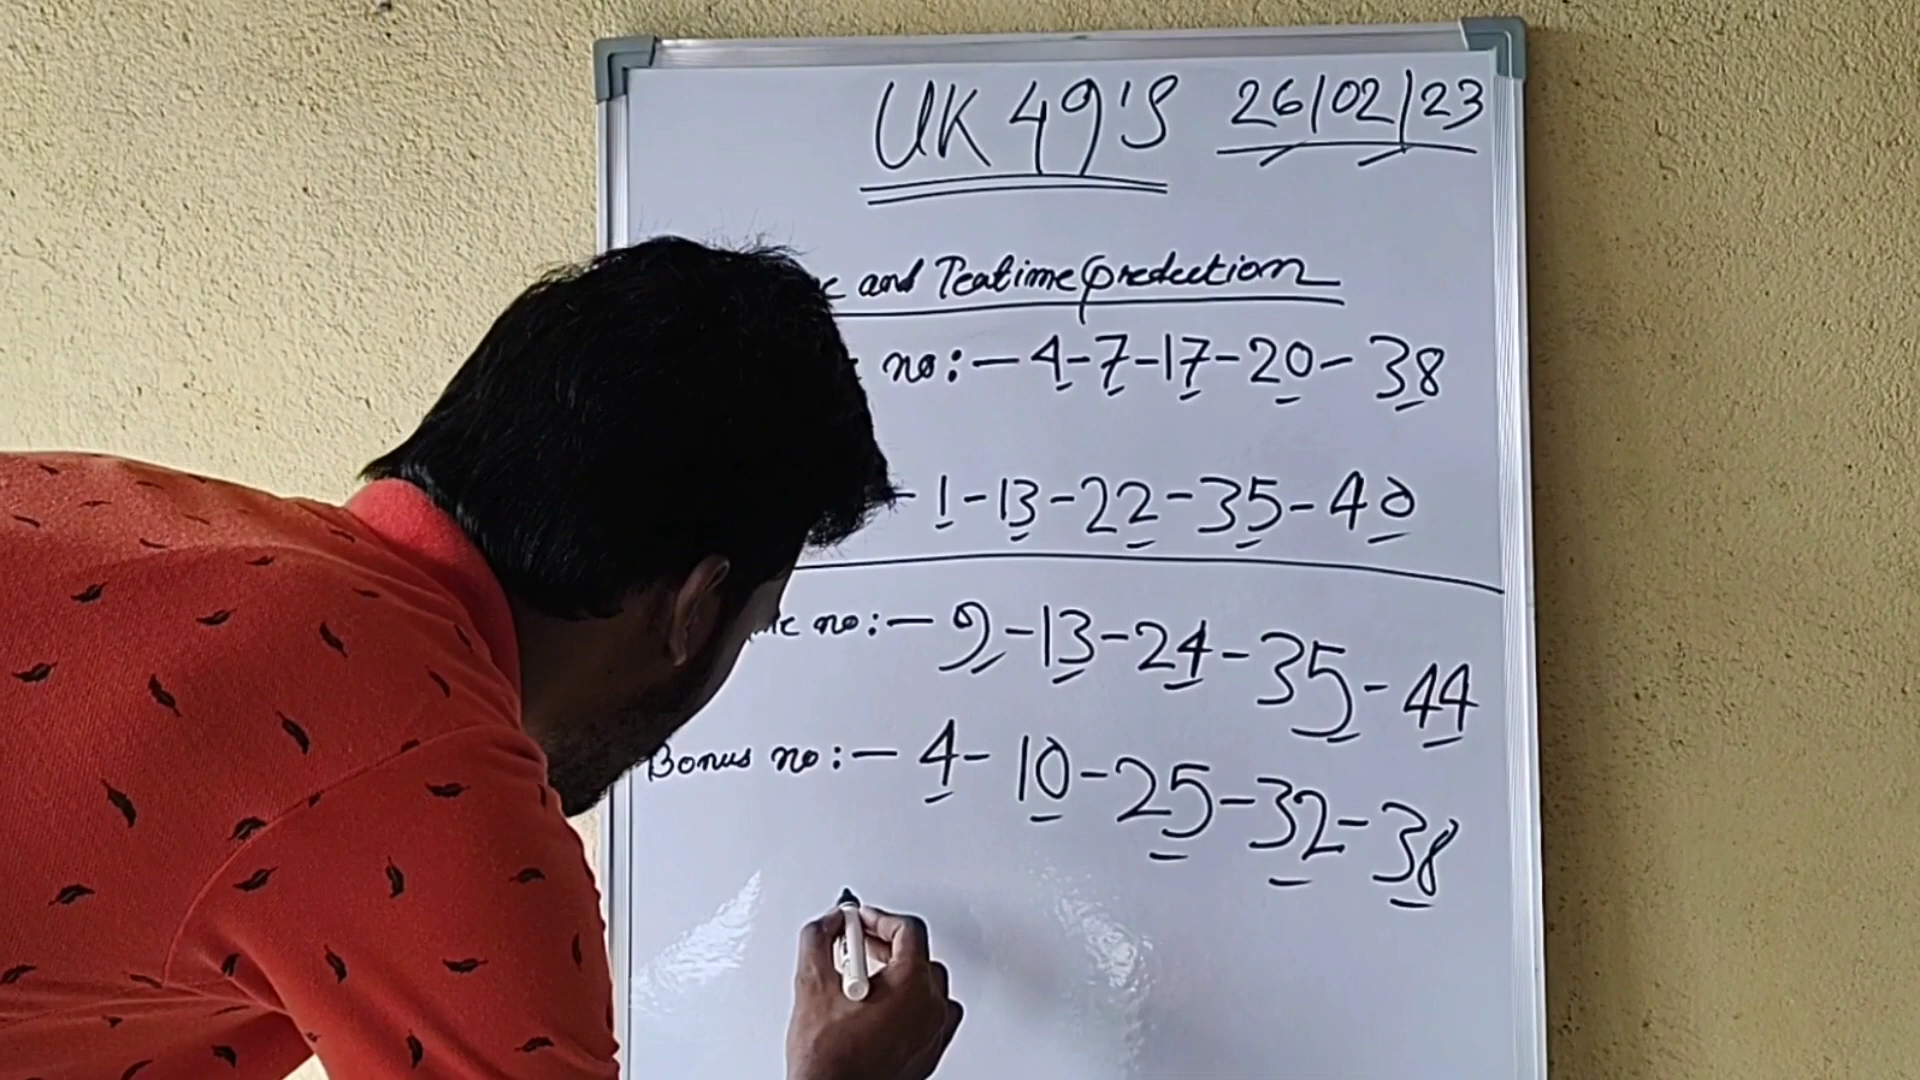 UK 49'S 26/02/23
and Teatime prediction
no:- 4-7-17-20-38
- 1-13-22-35-40
no:- 9-13-24-35-44
Bonus no:- 4-10-25-32-38